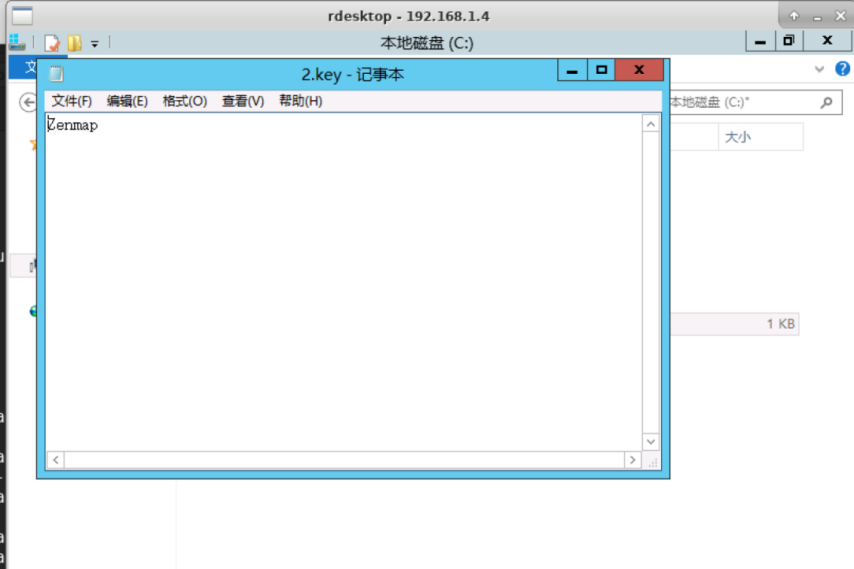 rdesktop - 192.168.1.4
本地磁盘 (C:)
文
2.key - 记事本
文件(F) 编辑(E) 格式(O) 查看(V) 帮助(H)
本地磁盘 (C:)"
Zenmap
大小
1 KB